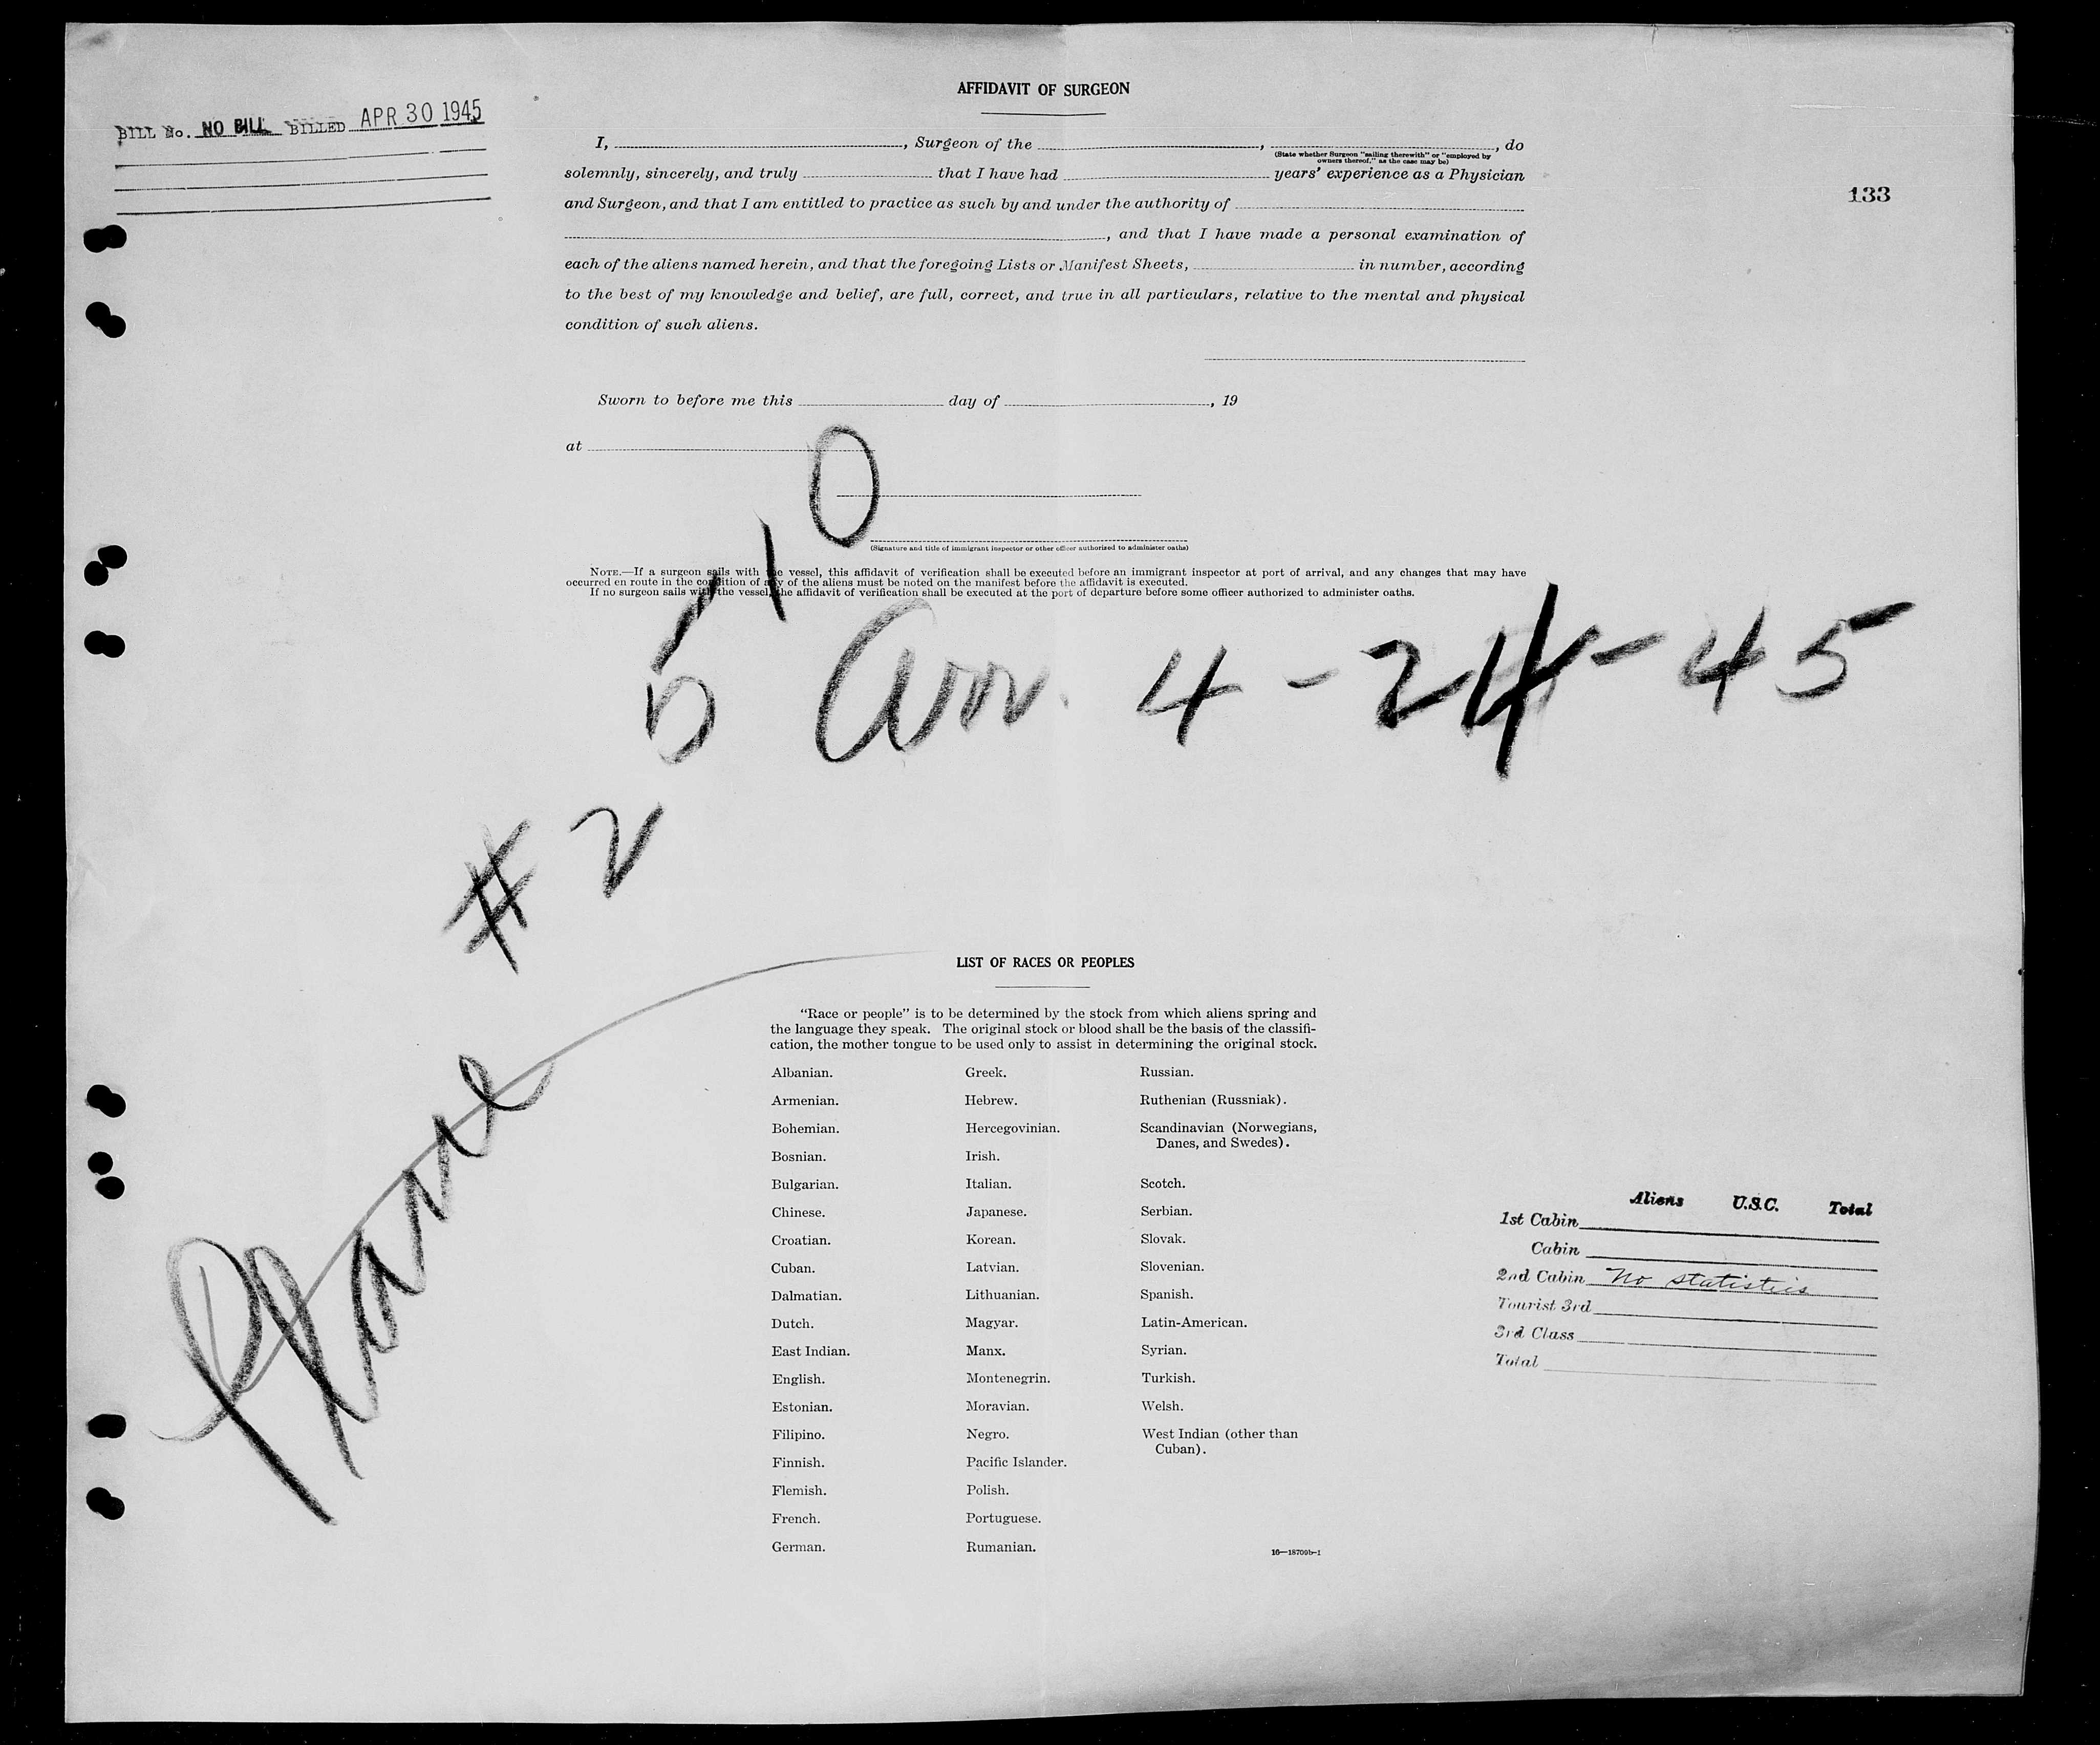 AFFIDAVIT OF SURGEON
BILL No. NO BILL BILLED APR 30 1945
I, , Surgeon of the , , do
(State whether Surgeon "sailing therewith" or "employed by
owners thereof," as the case may be)
solemnly, sincerely, and truly that I have had years' experience as a Physician
133
and Surgeon, and that I am entitled to practice as such by and under the authority of
, and that I have made a personal examination of
each of the aliens named herein, and that the foregoing Lists or Manifest Sheets, in number, according
to the best of my knowledge and belief, are full, correct, and true in all particulars, relative to the mental and physical
condition of such aliens.
Sworn to before me this day of , 19
at
(Signature and title of immigrant inspector or other officer authorized to administer oaths)
NOTE.—If a surgeon sails with the vessel, this affidavit of verification shall be executed before an immigrant inspector at port of arrival, and any changes that may have
occurred en route in the condition of any of the aliens must be noted on the manifest before the affidavit is executed.
If no surgeon sails with the vessel, the affidavit of verification shall be executed at the port of departure before some officer authorized to administer oaths.
Plane #2510
Arr. 4-24-45
LIST OF RACES OR PEOPLES
"Race or people" is to be determined by the stock from which aliens spring and
the language they speak. The original stock or blood shall be the basis of the classifi-
cation, the mother tongue to be used only to assist in determining the original stock.
Albanian.
Armenian.
Bohemian.
Bosnian.
Bulgarian.
Chinese.
Croatian.
Cuban.
Dalmatian.
Dutch.
East Indian.
English.
Estonian.
Filipino.
Finnish.
Flemish.
French.
German.
Greek.
Hebrew.
Hercegovinian.
Irish.
Italian.
Japanese.
Korean.
Latvian.
Lithuanian.
Magyar.
Manx.
Montenegrin.
Moravian.
Negro.
Pacific Islander.
Polish.
Portuguese.
Rumanian.
Russian.
Ruthenian (Russniak).
Scandinavian (Norwegians,
Danes, and Swedes).
Scotch.
Serbian.
Slovak.
Slovenian.
Spanish.
Latin-American.
Syrian.
Turkish.
Welsh.
West Indian (other than
Cuban).
16—18709b-1
Aliens U.S.C. Total
1st Cabin
Cabin
2nd Cabin No statistics
Tourist 3rd
3rd Class
Total